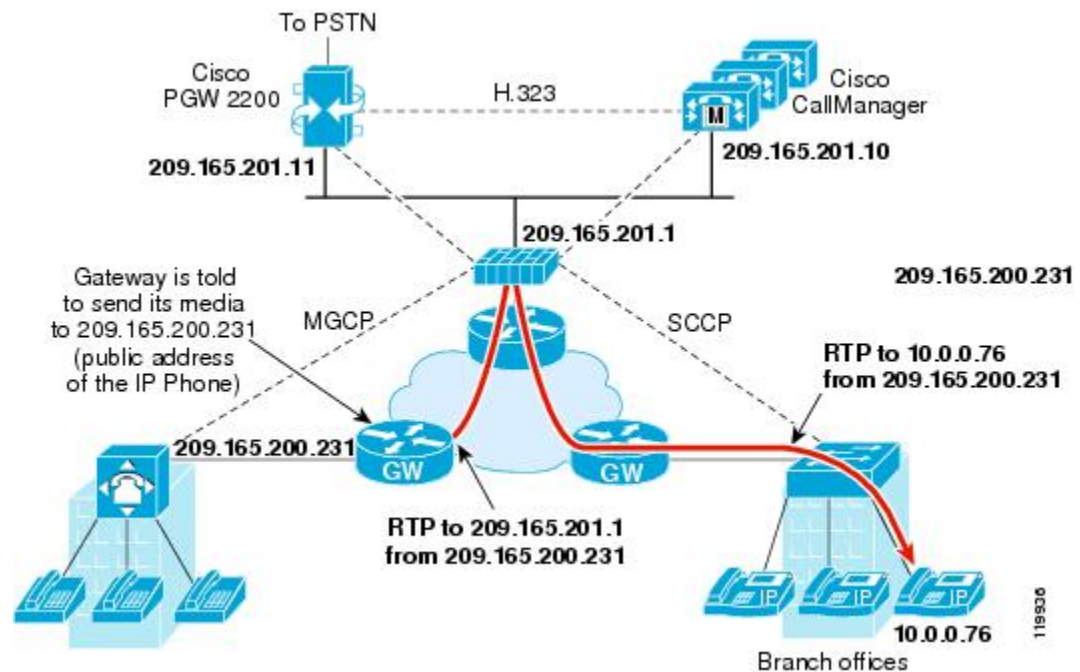 To PSTN
Cisco
PGW 2200
H.323
M
Cisco
CallManager
209.165.201.11
209.165.201.10
209.165.201.1
Gateway is told
to send its media
to 209.165.200.231
(public address
of the IP Phone)
MGCP
SCCP
209.165.200.231
RTP to 10.0.0.76
from 209.165.200.231
209.165.200.231
GW
GW
RTP to 209.165.201.1
from 209.165.200.231
IP
IP
IP
10.0.0.76
Branch offices
119936